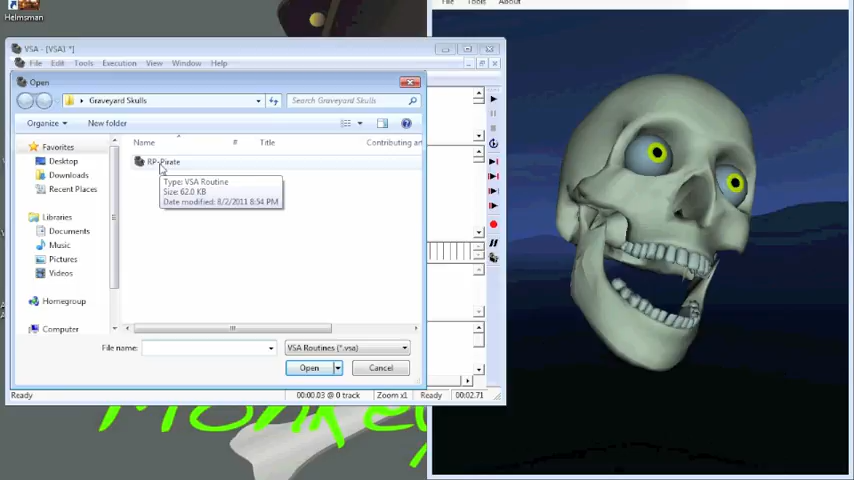 Helmsman
File Tools About
VSA - [VSA1 *]
File Edit Tools Execution View Window Help
Open
Graveyard Skulls
Search Graveyard Skulls
Organize New folder
Name # Title Contributing ar
Favorites
Desktop
Downloads
Recent Places
Libraries
Documents
Music
Pictures
Videos
Homegroup
Computer
RP-Pirate
Type: VSA Routine
Size: 62.0 KB
Date modified: 8/2/2011 8:54 PM
File name:
VSA Routines (*.vsa)
Open Cancel
Ready 00:00.03 @ 0 track Zoom x1 Ready 00:02.71
Monkey